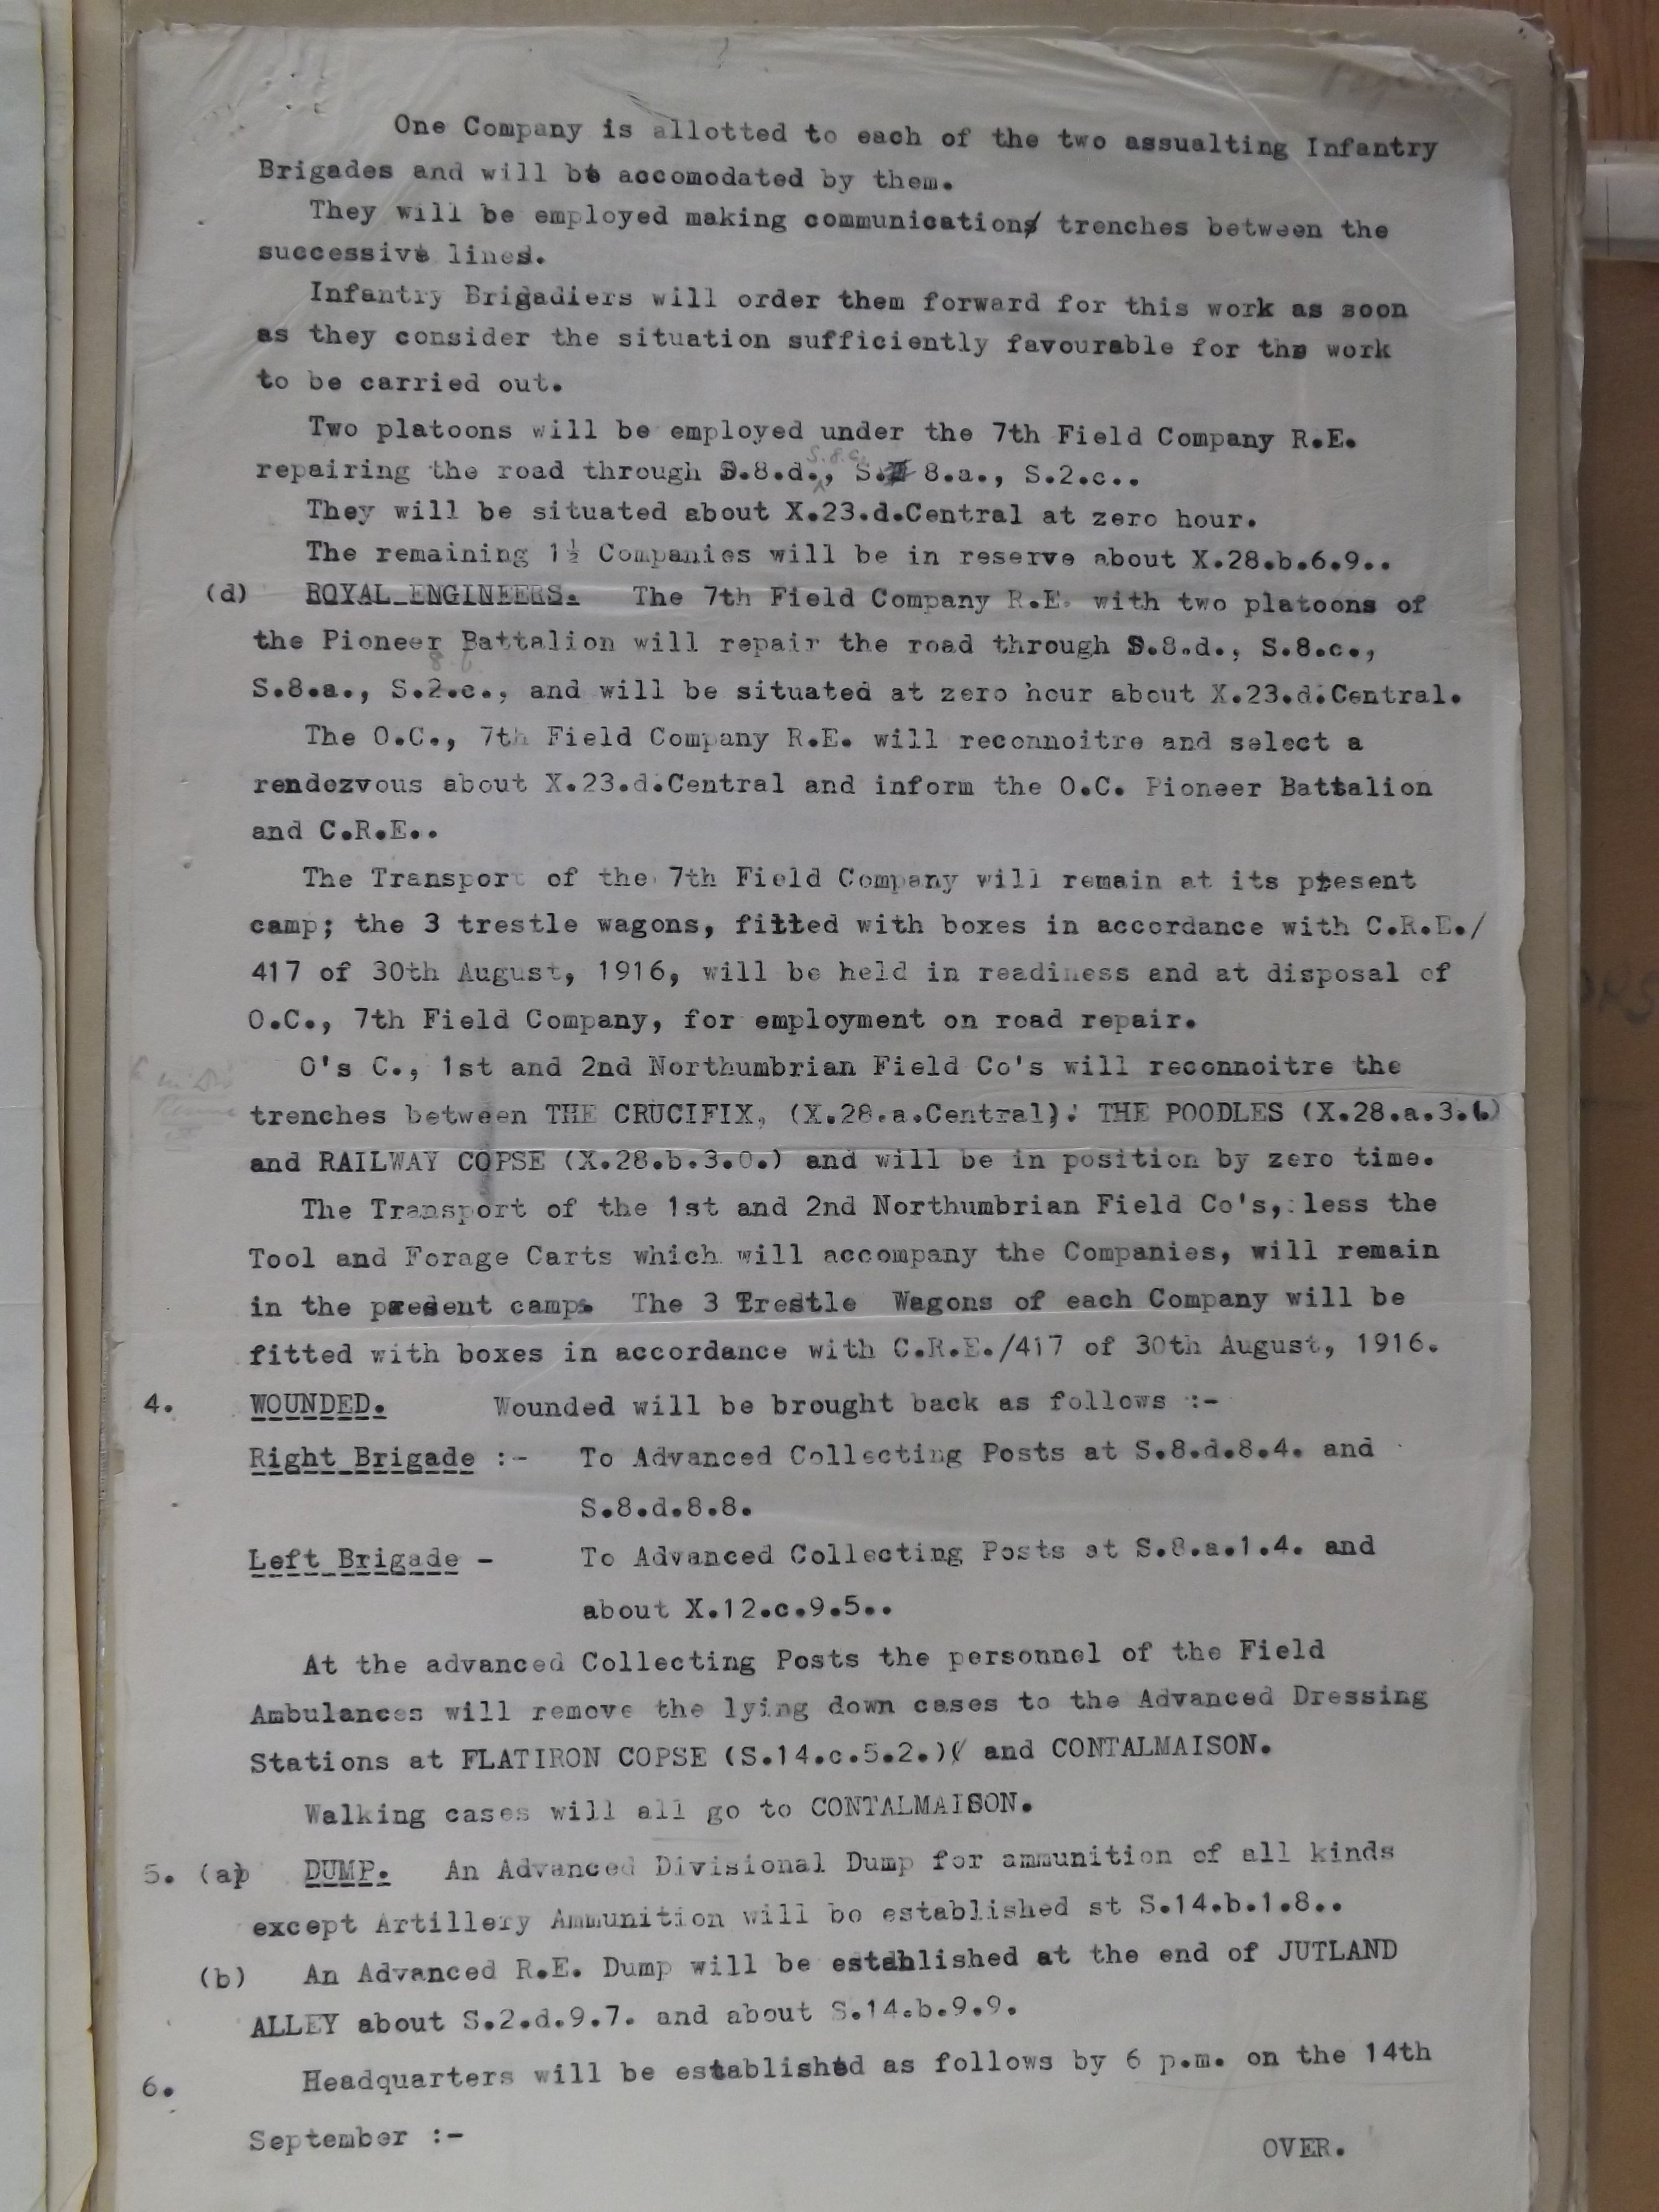 One Company is allotted to each of the two assualting Infantry
Brigades and will be accomodated by them.
They will be employed making communication trenches between the
successive lines.
Infantry Brigadiers will order them forward for this work as soon
as they consider the situation sufficiently favourable for the work
to be carried out.
Two platoons will be employed under the 7th Field Company R.E.
S.8.c.
repairing the road through S.8.d., S. 8.a., S.2.c..
They will be situated about X.23.d.Central at zero hour.
The remaining 1½ Companies will be in reserve about X.28.b.6.9..
(d) ROYAL ENGINEERS. The 7th Field Company R.E. with two platoons of
the Pioneer Battalion will repair the road through S.8.d., S.8.c.,
8.b
S.8.a., S.2.c., and will be situated at zero hour about X.23.d.Central.
The O.C., 7th Field Company R.E. will reconnoitre and select a
rendezvous about X.23.d.Central and inform the O.C. Pioneer Battalion
and C.R.E..
The Transport of the 7th Field Company will remain at its present
camp; the 3 trestle wagons, fitted with boxes in accordance with C.R.E./
417 of 30th August, 1916, will be held in readiness and at disposal of
O.C., 7th Field Company, for employment on road repair.
O's C., 1st and 2nd Northumbrian Field Co's will reconnoitre the
trenches between THE CRUCIFIX, (X.28.a.Central). THE POODLES (X.28.a.3.6)
and RAILWAY COPSE (X.28.b.3.0.) and will be in position by zero time.
The Transport of the 1st and 2nd Northumbrian Field Co's, less the
Tool and Forage Carts which will accompany the Companies, will remain
in the present camp. The 3 Trestle Wagons of each Company will be
fitted with boxes in accordance with C.R.E./417 of 30th August, 1916.
4. WOUNDED. Wounded will be brought back as follows :-
Right Brigade :- To Advanced Collecting Posts at S.8.d.8.4. and
S.8.d.8.8.
Left Brigade - To Advanced Collecting Posts at S.8.a.1.4. and
about X.12.c.9.5..
At the advanced Collecting Posts the personnel of the Field
Ambulances will remove the lying down cases to the Advanced Dressing
Stations at FLATIRON COPSE (S.14.c.5.2.) and CONTALMAISON.
Walking cases will all go to CONTALMAISON.
5. (a) DUMP. An Advanced Divisional Dump for ammunition of all kinds
except Artillery Ammunition will be established st S.14.b.1.8..
(b) An Advanced R.E. Dump will be established at the end of JUTLAND
ALLEY about S.2.d.9.7. and about S.14.b.9.9.
6. Headquarters will be established as follows by 6 p.m. on the 14th
September :-
OVER.